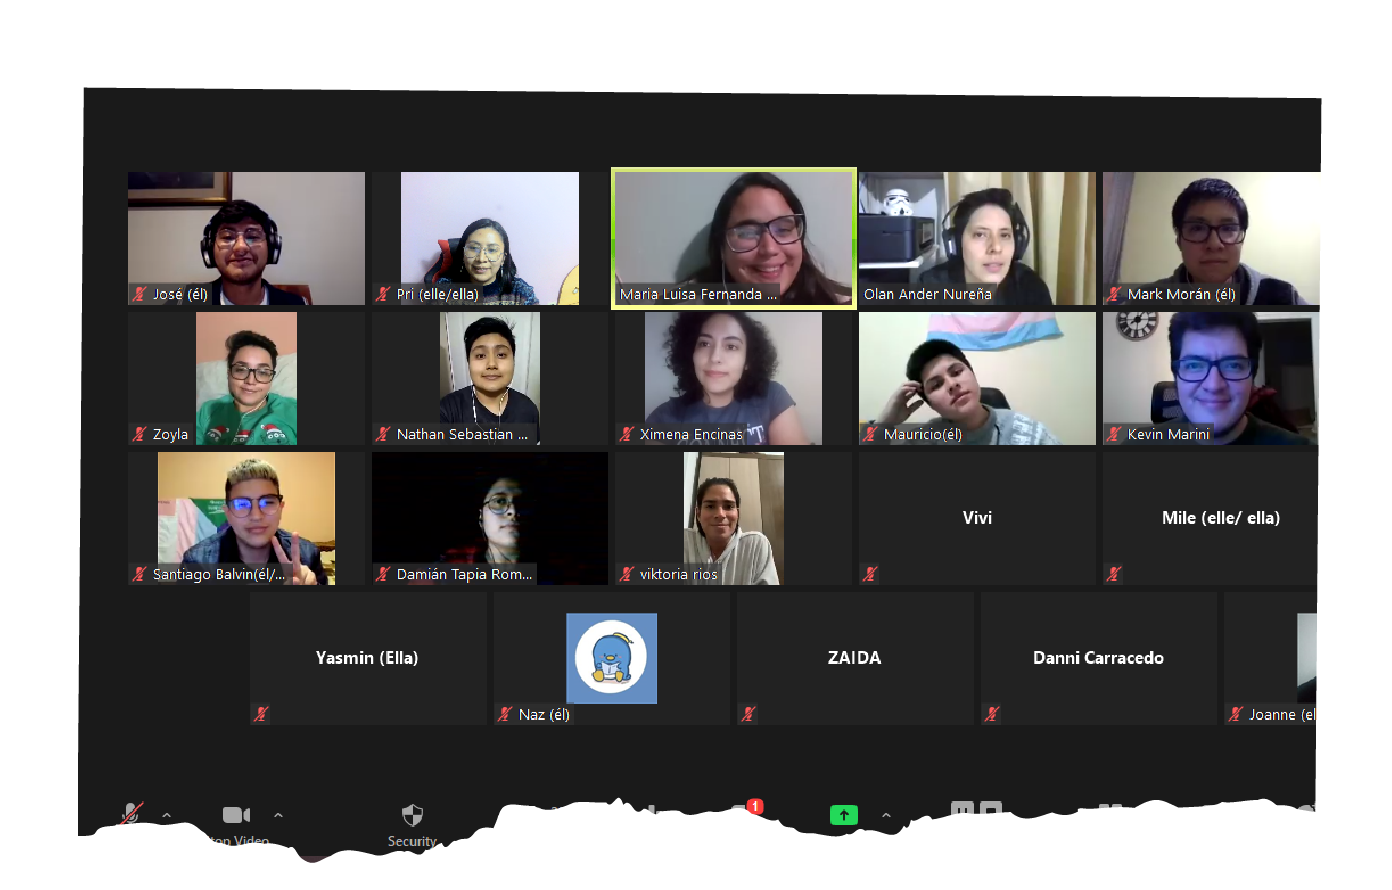 José (él)
Pri (elle/ella)
Maria Luisa Fernanda ...
Olan Ander Nureña
Mark Morán (él)
Zoyla
Nathan Sebastian ...
Ximena Encinas
Mauricio(él)
Kevin Marini
Santiago Balvin(él/...
Damián Tapia Rom...
viktoria rios
Vivi
Mile (elle/ ella)
Yasmin (Ella)
Naz (él)
ZAIDA
Danni Carracedo
Joanne (el
1
Video
Security